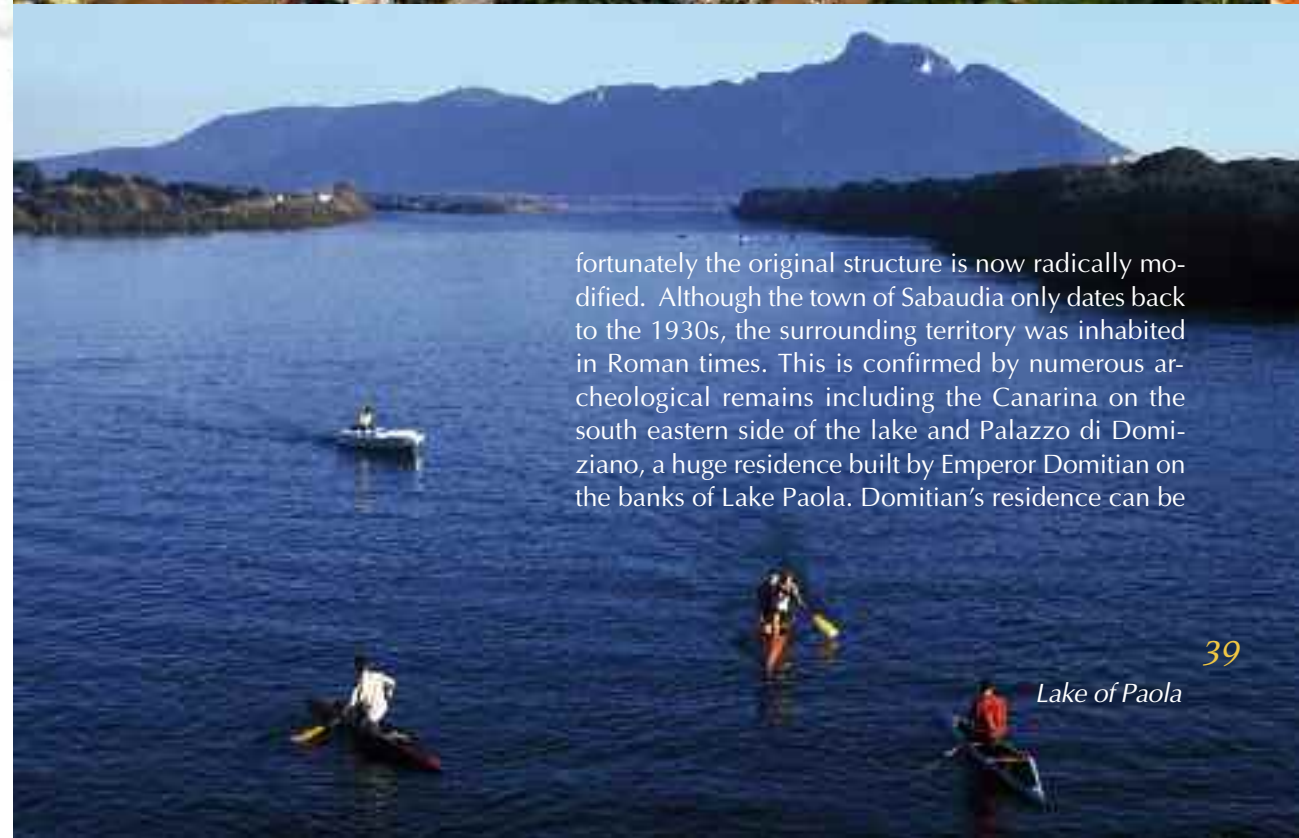 fortunately the original structure is now radically mo-
dified. Although the town of Sabaudia only dates back
to the 1930s, the surrounding territory was inhabited
in Roman times. This is confirmed by numerous ar-
cheological remains including the Canarina on the
south eastern side of the lake and Palazzo di Domi-
ziano, a huge residence built by Emperor Domitian on
the banks of Lake Paola. Domitian’s residence can be
39
Lake of Paola